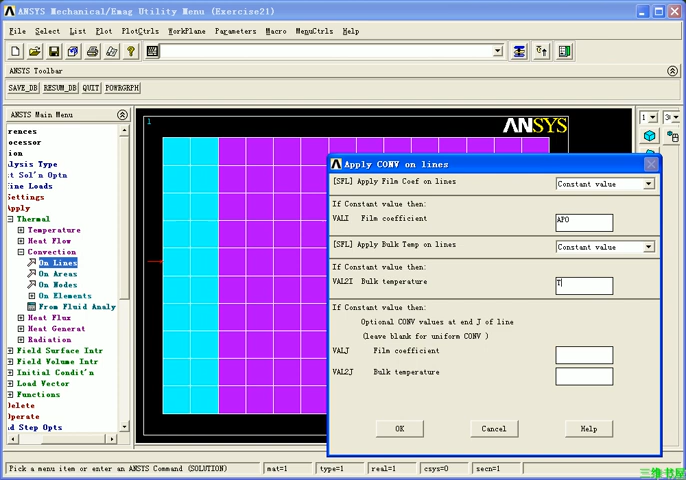 ANSYS Mechanical/Emag Utility Menu (Exercise21)
File Select List Plot PlotCtrls WorkPlane Parameters Macro MenuCtrls Help
ANSYS Toolbar
SAVE_DB RESUM_DB QUIT POWRGRPH
ANSYS Main Menu
rences
ocessor
ion
lysis Type
t Sol'n Optn
ine Loads
Settings
Apply
Thermal
Temperature
Heat Flow
Convection
On Lines
On Areas
On Nodes
On Elements
From Fluid Analy
Heat Flux
Heat Generat
Radiation
Field Surface Intr
Field Volume Intr
Initial Condit'n
Load Vector
Functions
Delete
Operate
ad Step Opts
1
ANSYS
1
Apply CONV on lines
[SFL] Apply Film Coef on lines
Constant value
If Constant value then:
VALI Film coefficient
AFO
[SFL] Apply Bulk Temp on lines
Constant value
If Constant value then:
VAL2I Bulk temperature
T
If Constant value then:
Optional CONV values at end J of line
(leave blank for uniform CONV )
VALJ Film coefficient
VAL2J Bulk temperature
OK Cancel Help
Pick a menu item or enter an ANSYS Command (SOLUTION)
mat=1
type=1
real=1
csys=0
secn=1
三维书屋